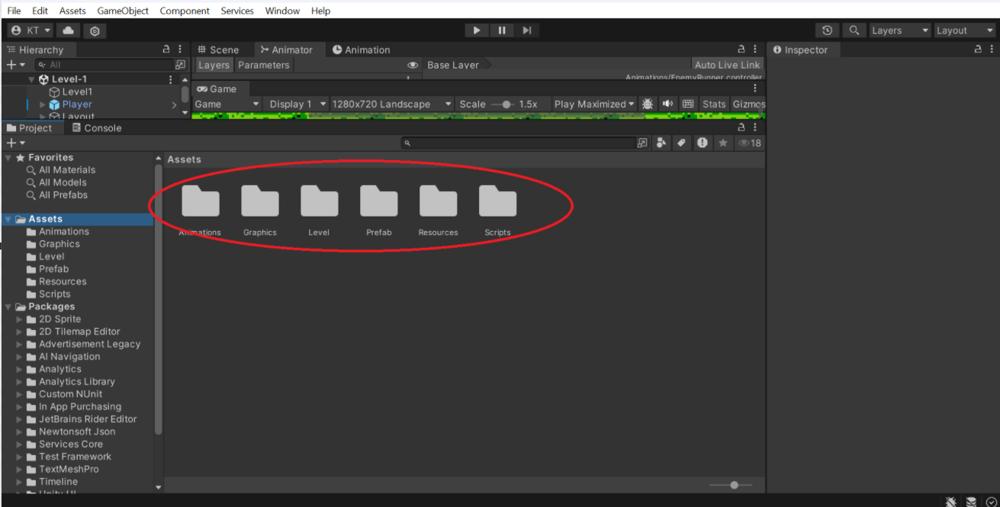 File Edit Assets GameObject Component Services Window Help
KT Layers Layout
Hierarchy Scene Animator Animation Inspector
All Layers Parameters Base Layer Auto Live Link
Level-1 Animations/EnemyRunner.controller
Level1 Game
Player Game Display 1 1280x720 Landscape Scale 1.5x Play Maximized Stats Gizmos
Layout
Project Console
18
Favorites Assets
All Materials
All Models
All Prefabs
Assets
Animations Graphics Level Prefab Resources Scripts
Animations
Graphics
Level
Prefab
Resources
Scripts
Packages
2D Sprite
2D Tilemap Editor
Advertisement Legacy
AI Navigation
Analytics
Analytics Library
Custom NUnit
In App Purchasing
JetBrains Rider Editor
Newtonsoft Json
Services Core
Test Framework
TextMeshPro
Timeline
Unity UI